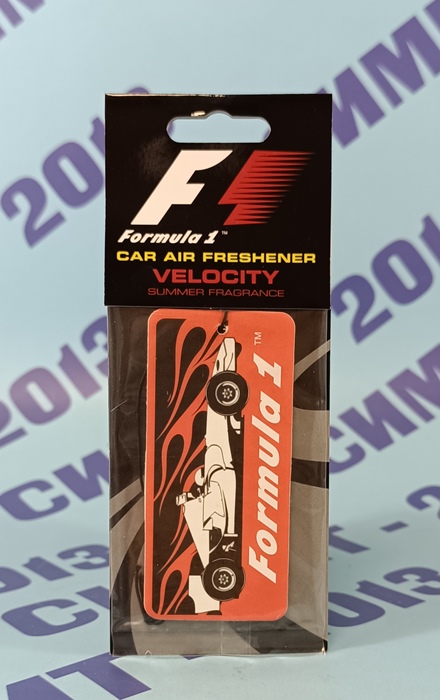 F1
Formula 1™
CAR AIR FRESHENER
VELOCITY
SUMMER FRAGRANCE
Formula 1™